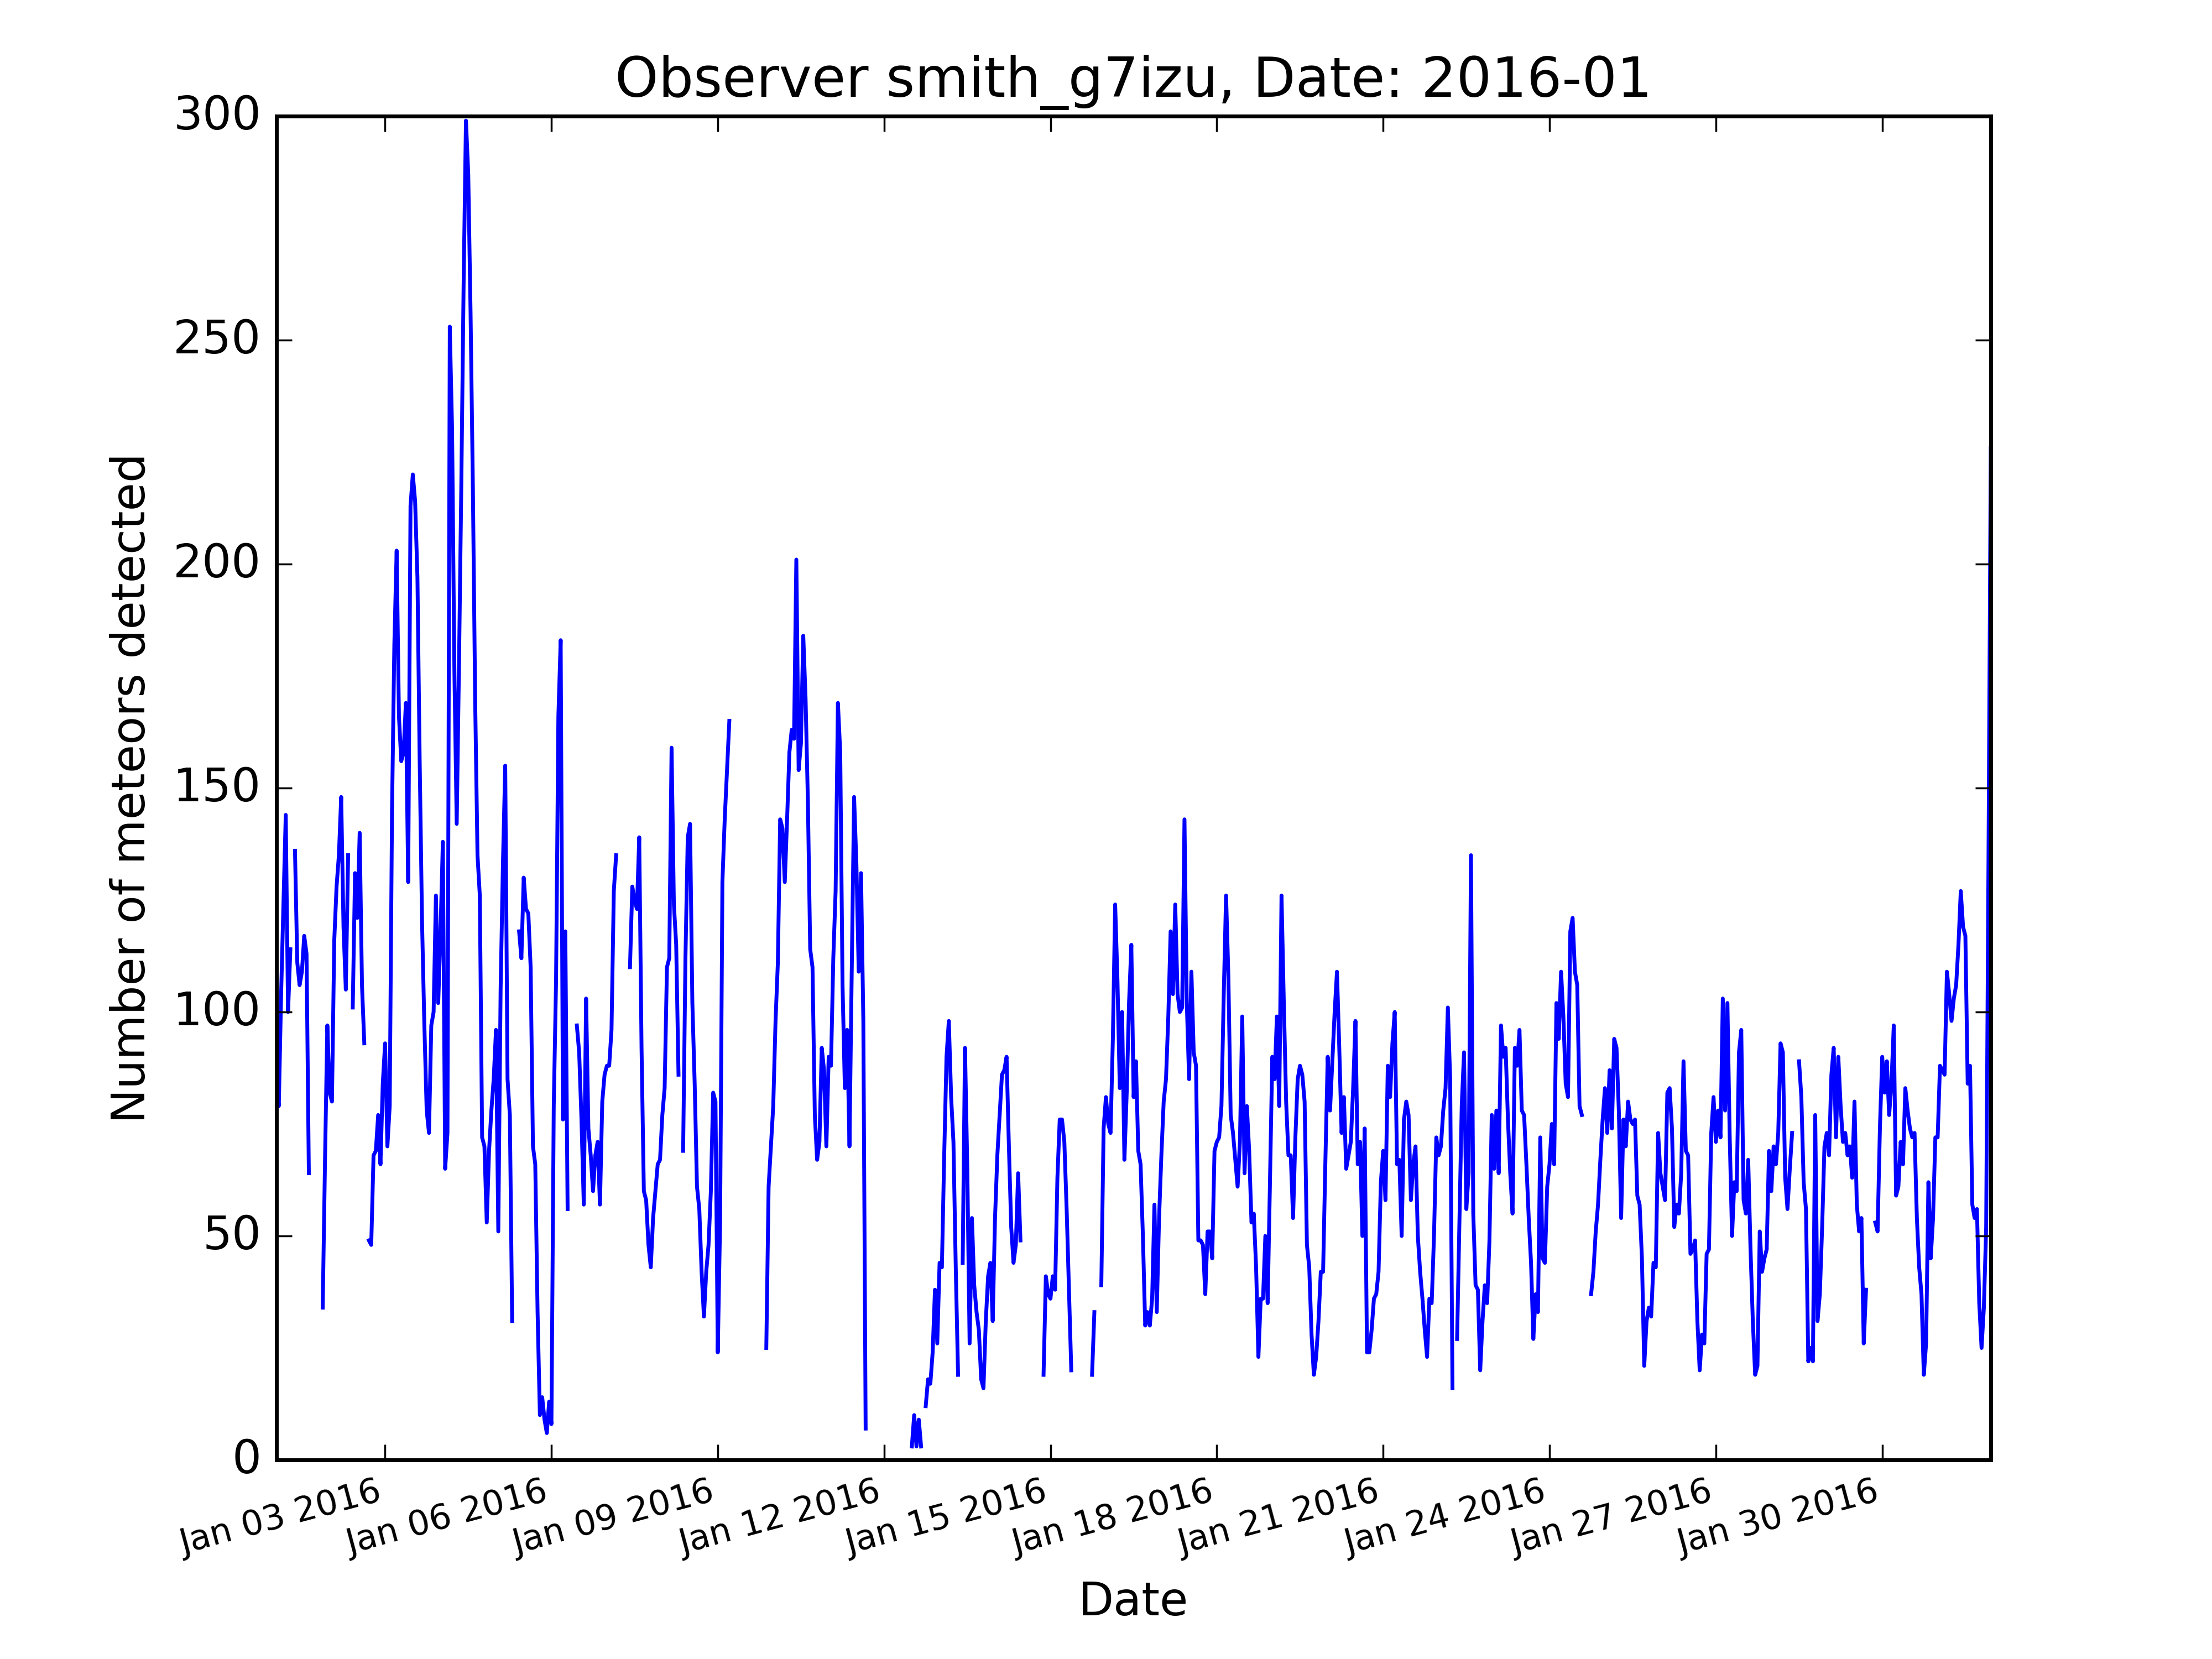 Observer smith_g7izu, Date: 2016-01
Number of meteors detected
300
250
200
150
100
50
0
Jan 03 2016
Jan 06 2016
Jan 09 2016
Jan 12 2016
Jan 15 2016
Jan 18 2016
Jan 21 2016
Jan 24 2016
Jan 27 2016
Jan 30 2016
Date